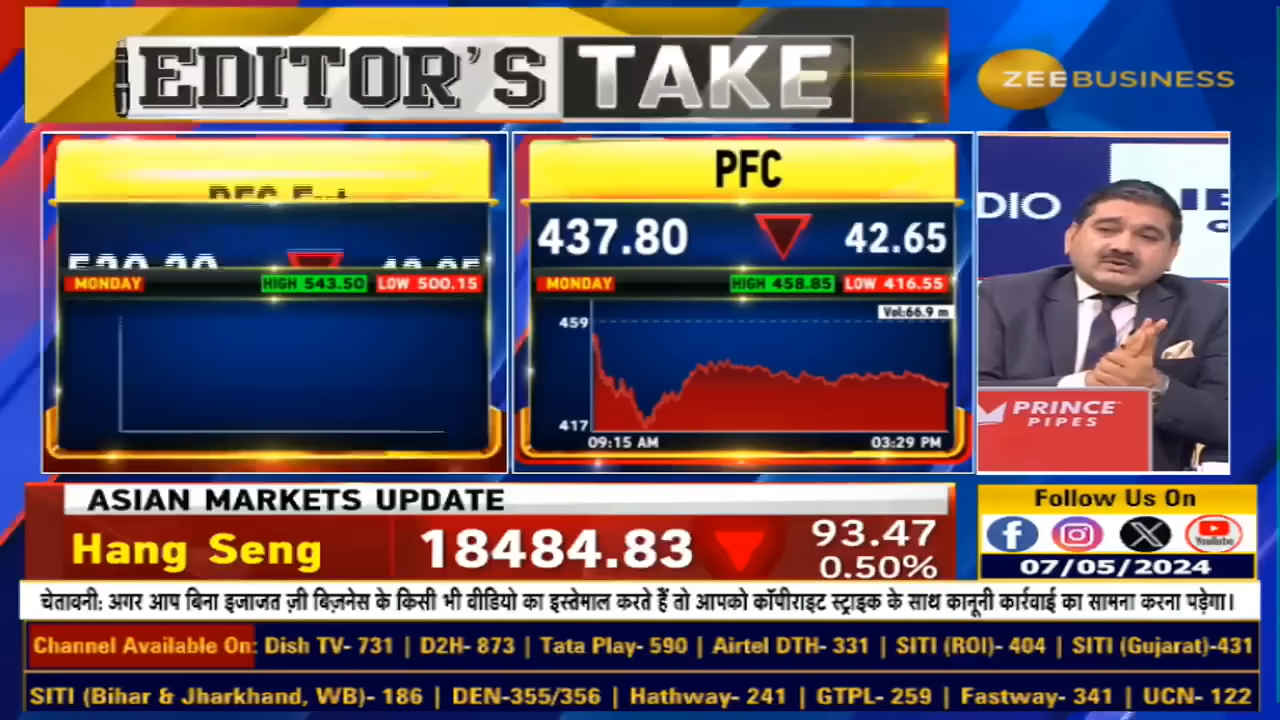 EDITOR'S TAKE
ZEEBUSINESS
MONDAY
HIGH 543.50
LOW 500.15
PFC
437.80
42.65
MONDAY
HIGH 458.85
LOW 416.55
Vol:66.9 m
459
417
09:15 AM
03:29 PM
DIO
PRINCE
PIPES
ASIAN MARKETS UPDATE
Hang Seng
18484.83
93.47
0.50%
Follow Us On
YouTube
07/05/2024
चेतावनी: अगर आप बिना इजाजत ज़ी बिज़नेस के किसी भी वीडियो का इस्तेमाल करते हैं तो आपको कॉपीराइट स्ट्राइक के साथ कानूनी कार्रवाई का सामना करना पड़ेगा।
Channel Available On: Dish TV- 731 | D2H- 873 | Tata Play- 590 | Airtel DTH- 331 | SITI (ROI)- 404 | SITI (Gujarat)-431
SITI (Bihar & Jharkhand, WB)- 186 | DEN-355/356 | Hathway- 241 | GTPL- 259 | Fastway- 341 | UCN- 122